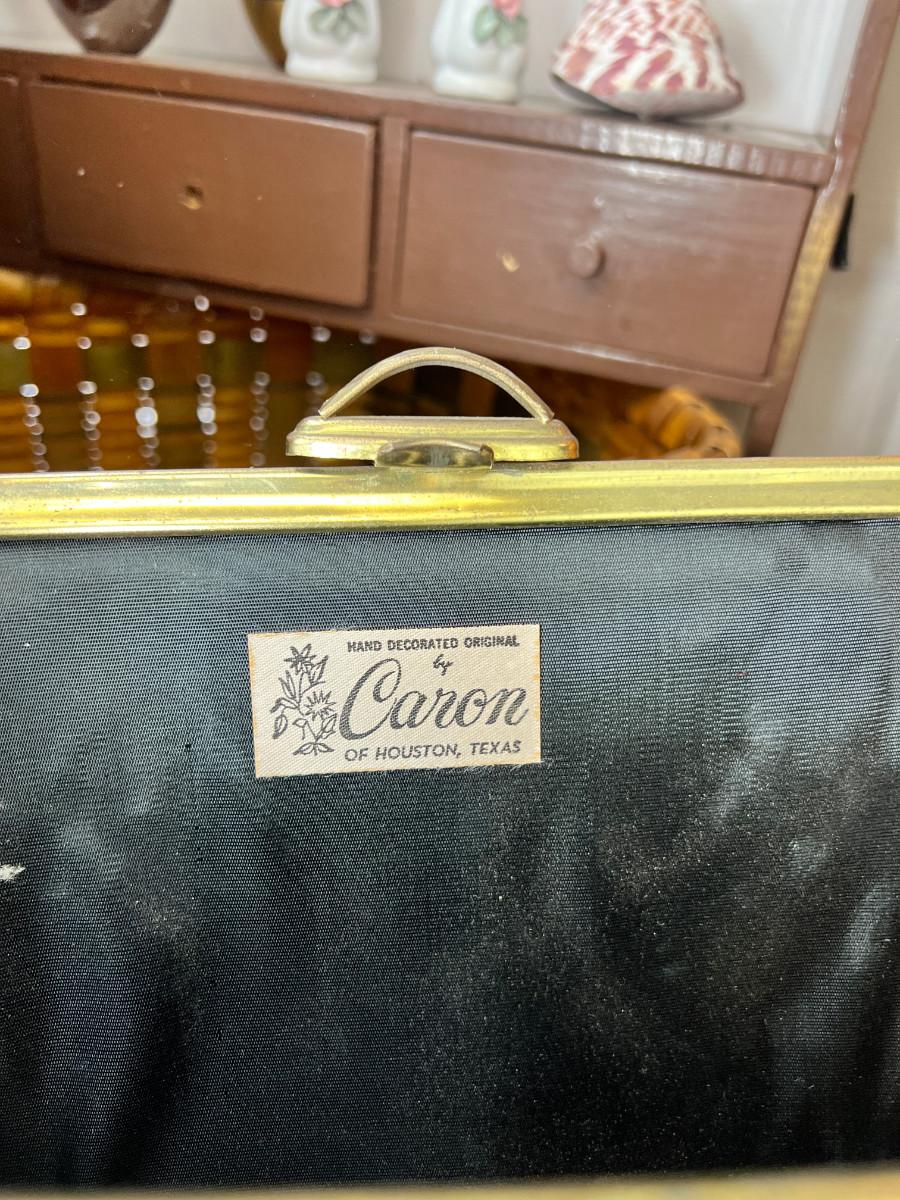 HAND DECORATED ORIGINAL
by
Caron
OF HOUSTON, TEXAS